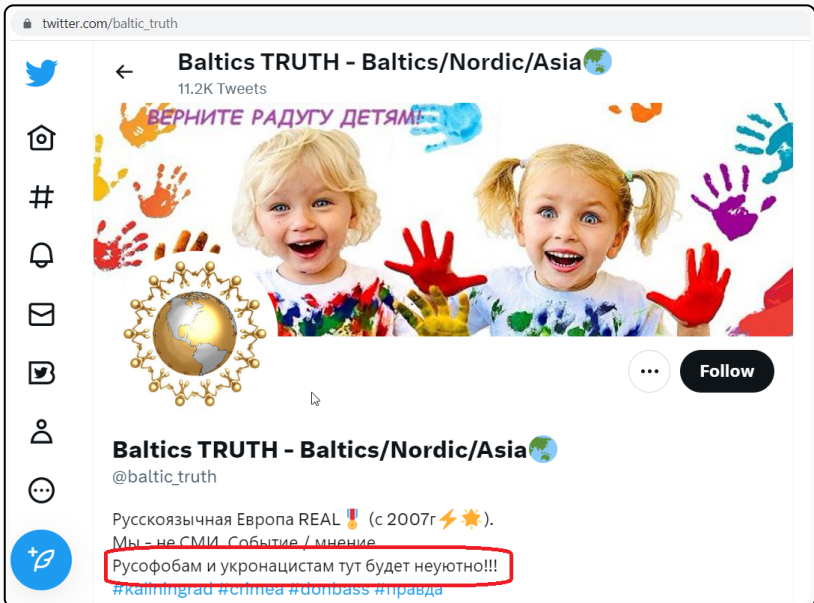 twitter.com/baltic_truth
Baltics TRUTH - Baltics/Nordic/Asia
11.2K Tweets
ВЕРНИТЕ РАДУГУ ДЕТЯМ!
Follow
Baltics TRUTH - Baltics/Nordic/Asia
@baltic_truth
Русскоязычная Европа REAL🎖️ (с 2007г⚡🌟).
Мы - не СМИ. Событие / мнение
Русофобам и укронацистам тут будет неуютно!!!
#kaliningrad #crimea #donbass #правда